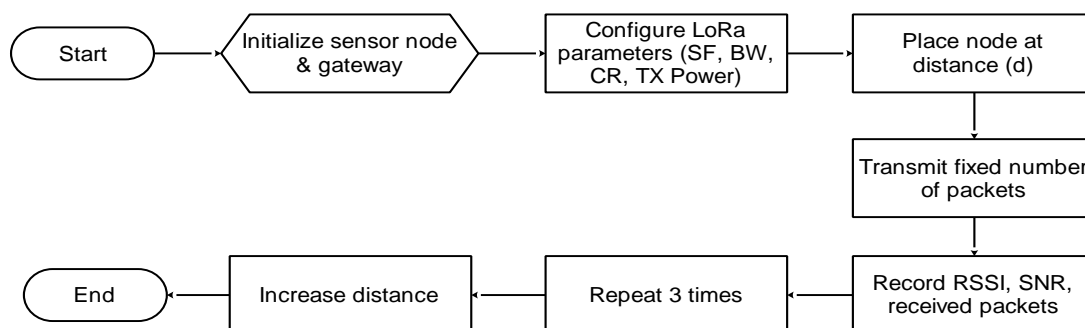 Start
Initialize sensor node
& gateway
Configure LoRa
parameters (SF, BW,
CR, TX Power)
Place node at
distance (d)
Transmit fixed number
of packets
Record RSSI, SNR,
received packets
Repeat 3 times
Increase distance
End